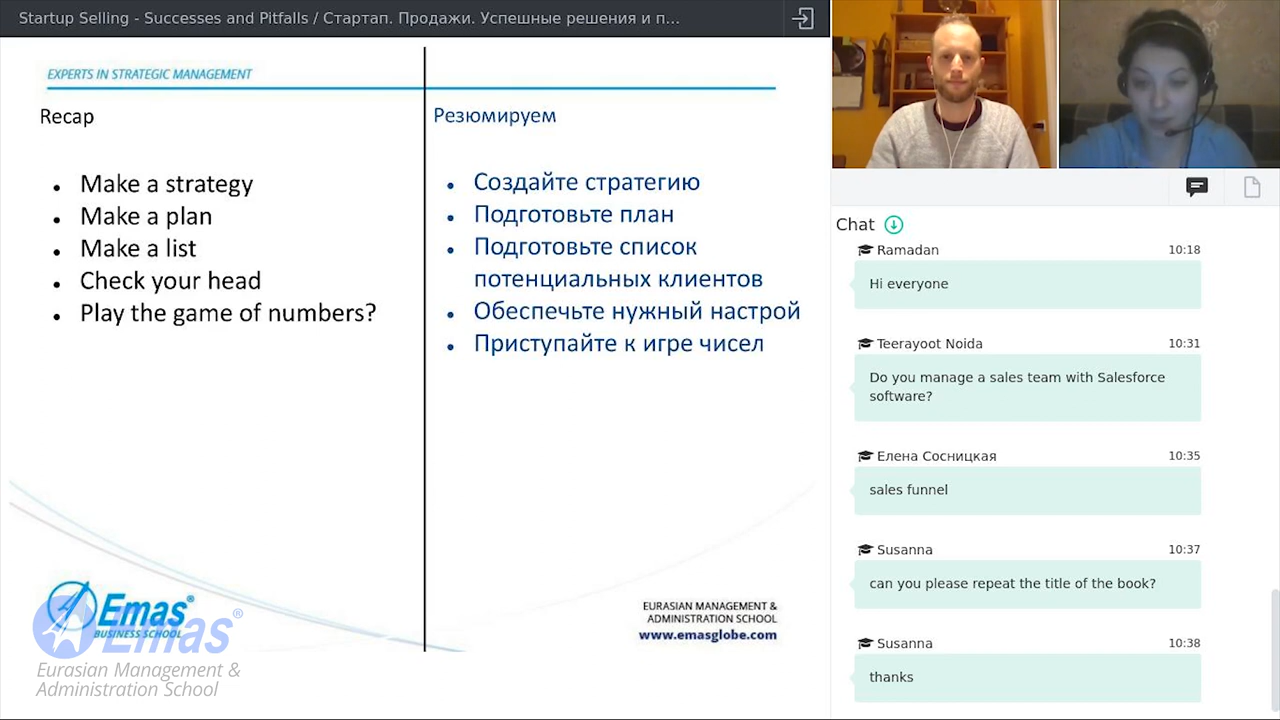 Startup Selling - Successes and Pitfalls / Стартап. Продажи. Успешные решения и п...
EXPERTS IN STRATEGIC MANAGEMENT
Recap
• Make a strategy
• Make a plan
• Make a list
• Check your head
• Play the game of numbers?
Резюмируем
• Создайте стратегию
• Подготовьте план
• Подготовьте список
потенциальных клиентов
• Обеспечьте нужный настрой
• Приступайте к игре чисел
Emas®
BUSINESS SCHOOL
Emas®
Eurasian Management &
Administration School
EURASIAN MANAGEMENT &
ADMINISTRATION SCHOOL
www.emasglobe.com
Chat
Ramadan 10:18
Hi everyone
Teerayoot Noida 10:31
Do you manage a sales team with Salesforce
software?
Елена Сосницкая 10:35
sales funnel
Susanna 10:37
can you please repeat the title of the book?
Susanna 10:38
thanks